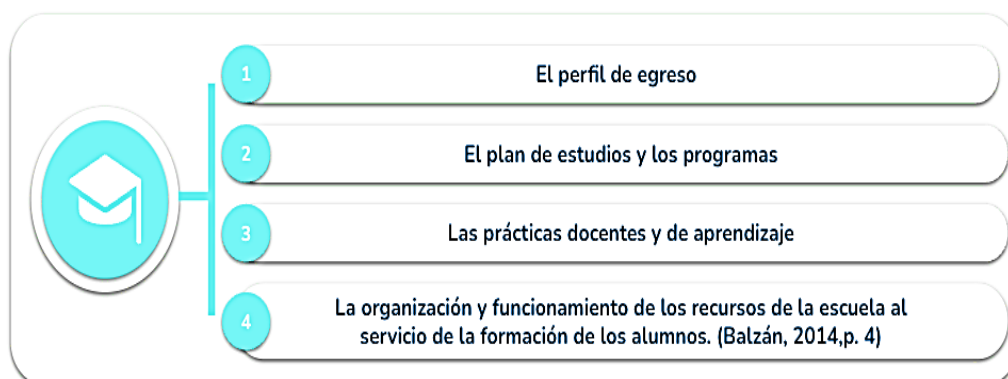 1
El perfil de egreso
2
El plan de estudios y los programas
3
Las prácticas docentes y de aprendizaje
4
La organización y funcionamiento de los recursos de la escuela al
servicio de la formación de los alumnos. (Balzán, 2014,p. 4)